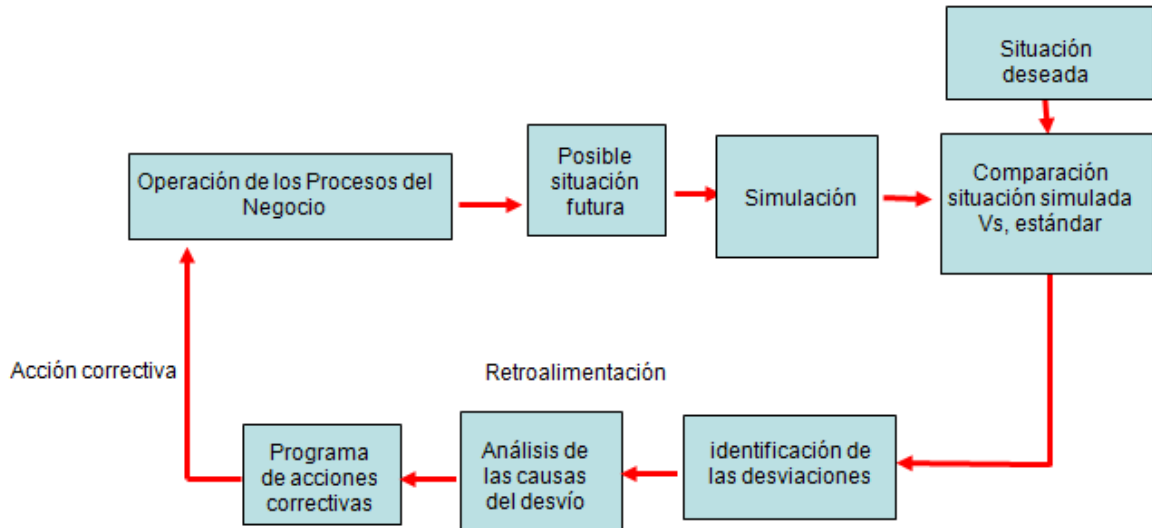 Situación
deseada
Operación de los Procesos del
Negocio
Posible
situación
futura
Simulación
Comparación
situación simulada
Vs, estándar
Acción correctiva
Retroalimentación
Programa
de acciones
correctivas
Análisis de
las causas
del desvío
identificación de
las desviaciones